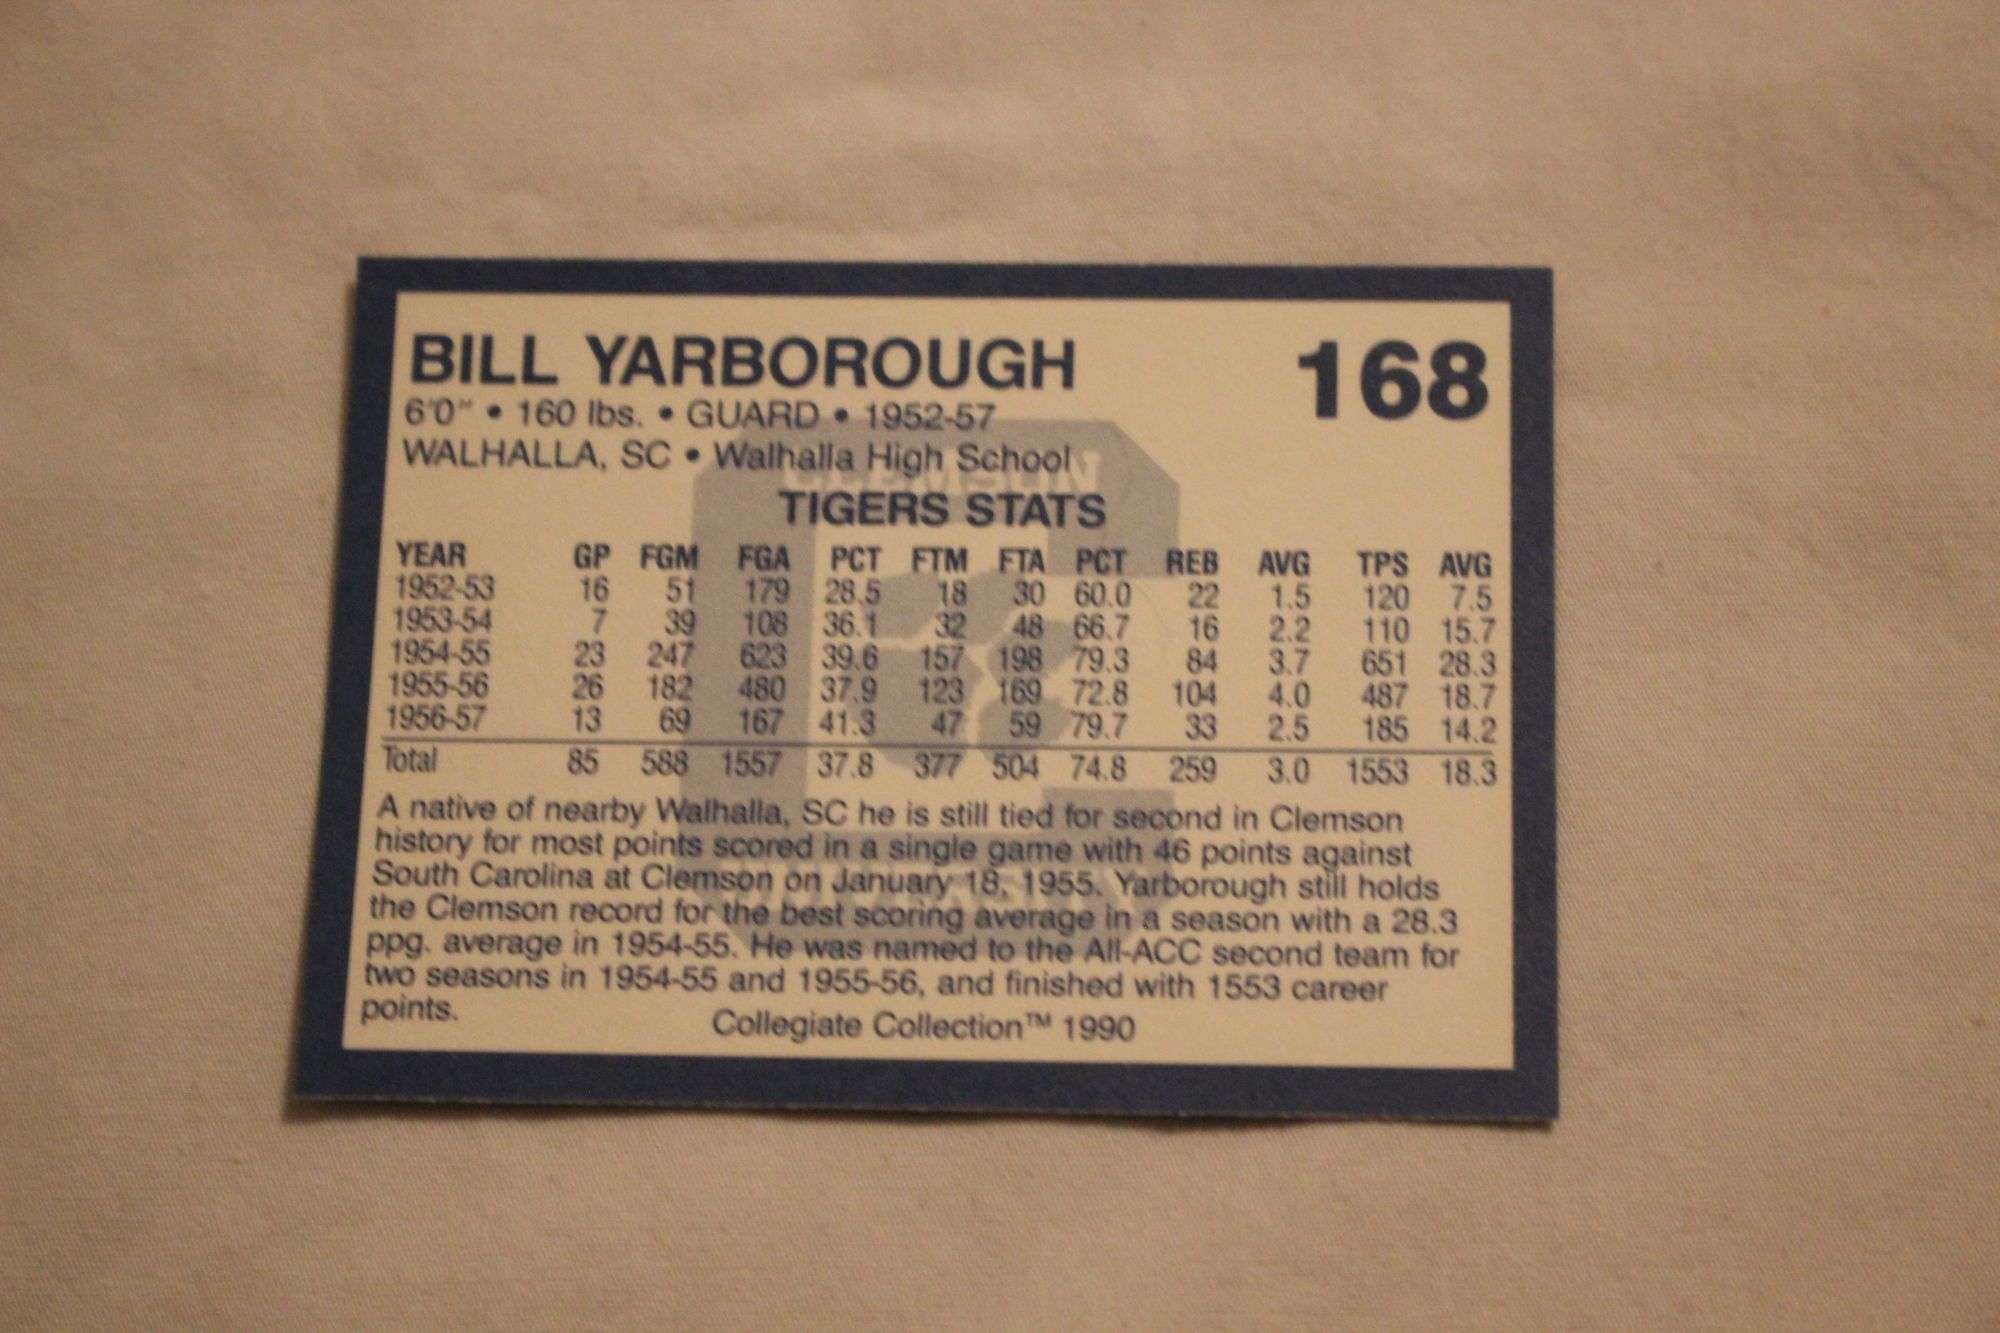 BILL YARBOROUGH 168
6'0" • 160 lbs. • GUARD • 1952-57
WALHALLA, SC • Walhalla High School
CLEMSON
TIGERS STATS
YEAR GP FGM FGA PCT FTM FTA PCT REB AVG TPS AVG
1952-53 16 51 179 28.5 18 30 60.0 22 1.5 120 7.5
1953-54 7 39 108 36.1 32 48 66.7 16 2.2 110 15.7
1954-55 23 247 623 39.6 157 198 79.3 84 3.7 651 28.3
1955-56 26 182 480 37.9 123 169 72.8 104 4.0 487 18.7
1956-57 13 69 167 41.3 47 59 79.7 33 2.5 185 14.2
Total 85 588 1557 37.8 377 504 74.8 259 3.0 1553 18.3
A native of nearby Walhalla, SC he is still tied for second in Clemson
history for most points scored in a single game with 46 points against
South Carolina at Clemson on January 18, 1955. Yarborough still holds
the Clemson record for the best scoring average in a season with a 28.3
ppg. average in 1954-55. He was named to the All-ACC second team for
two seasons in 1954-55 and 1955-56, and finished with 1553 career
points.
Collegiate Collection™ 1990